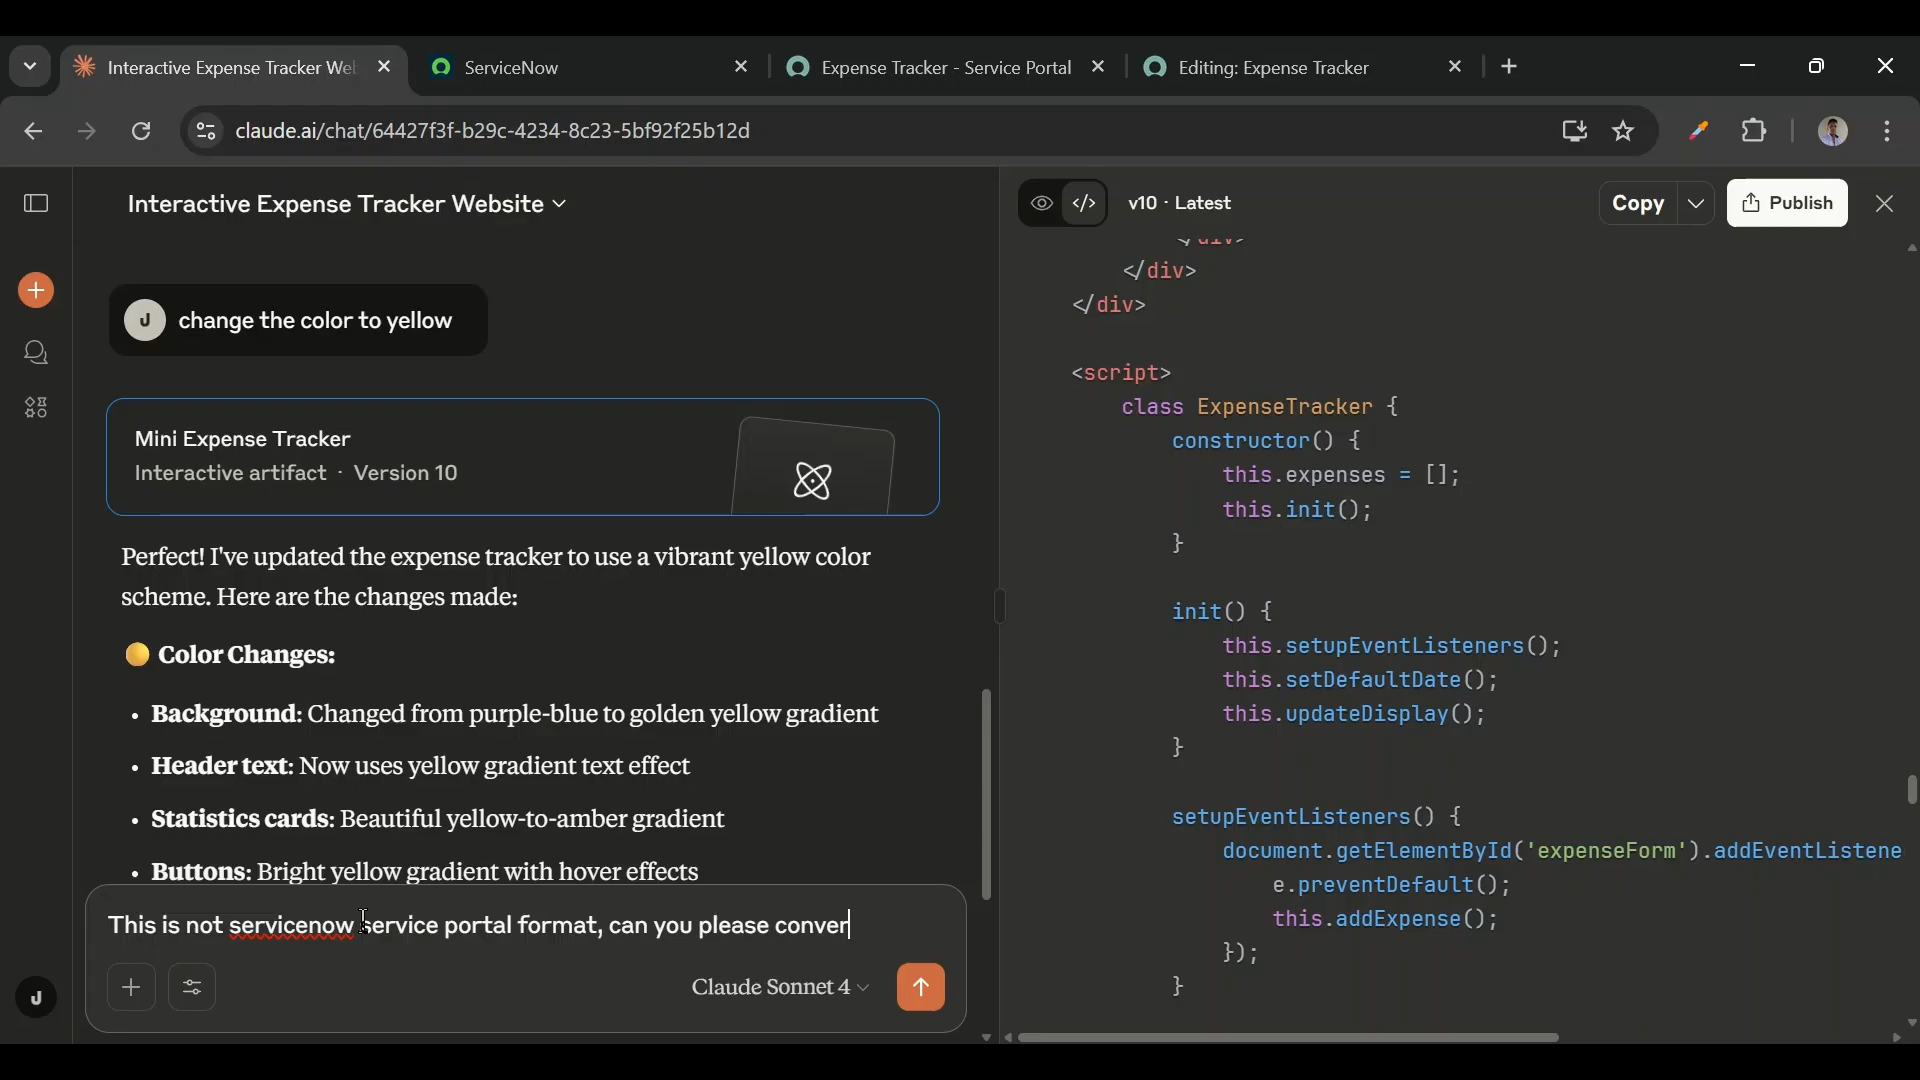 Interactive Expense Tracker Web
ServiceNow
Expense Tracker - Service Portal
Editing: Expense Tracker
claude.ai/chat/64427f3f-b29c-4234-8c23-5bf92f25b12d
Interactive Expense Tracker Website
J change the color to yellow
Mini Expense Tracker
Interactive artifact · Version 10
Perfect! I've updated the expense tracker to use a vibrant yellow color
scheme. Here are the changes made:
Color Changes:
• Background: Changed from purple-blue to golden yellow gradient
• Header text: Now uses yellow gradient text effect
• Statistics cards: Beautiful yellow-to-amber gradient
• Buttons: Bright yellow gradient with hover effects
This is not servicenow service portal format, can you please conver
Claude Sonnet 4
J
v10 · Latest
Copy
Publish
</div>
</div>
</div>
<script>
class ExpenseTracker {
constructor() {
this.expenses = [];
this.init();
}
init() {
this.setupEventListeners();
this.setDefaultDate();
this.updateDisplay();
}
setupEventListeners() {
document.getElementById('expenseForm').addEventListene
e.preventDefault();
this.addExpense();
});
}